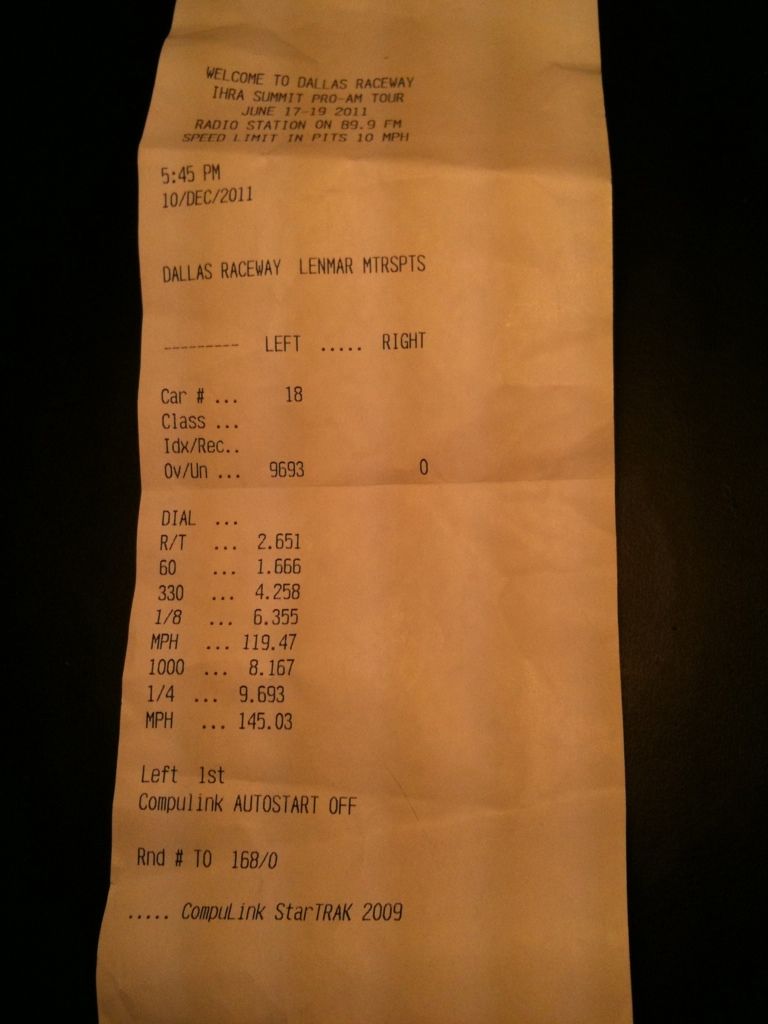 WELCOME TO DALLAS RACEWAY
IHRA SUMMIT PRO-AM TOUR
JUNE 17-19 2011
RADIO STATION ON 89.9 FM
SPEED LIMIT IN PITS 10 MPH
5:45 PM
10/DEC/2011
DALLAS RACEWAY LENMAR MTRSPTS
--------- LEFT ..... RIGHT
Car # ... 18
Class ...
Idx/Rec..
Ov/Un ... 9693 0
DIAL ...
R/T ... 2.651
60 ... 1.666
330 ... 4.258
1/8 ... 6.355
MPH ... 119.47
1000 ... 8.167
1/4 ... 9.693
MPH ... 145.03
Left 1st
Compulink AUTOSTART OFF
Rnd # TO 168/0
..... CompuLink StarTRAK 2009